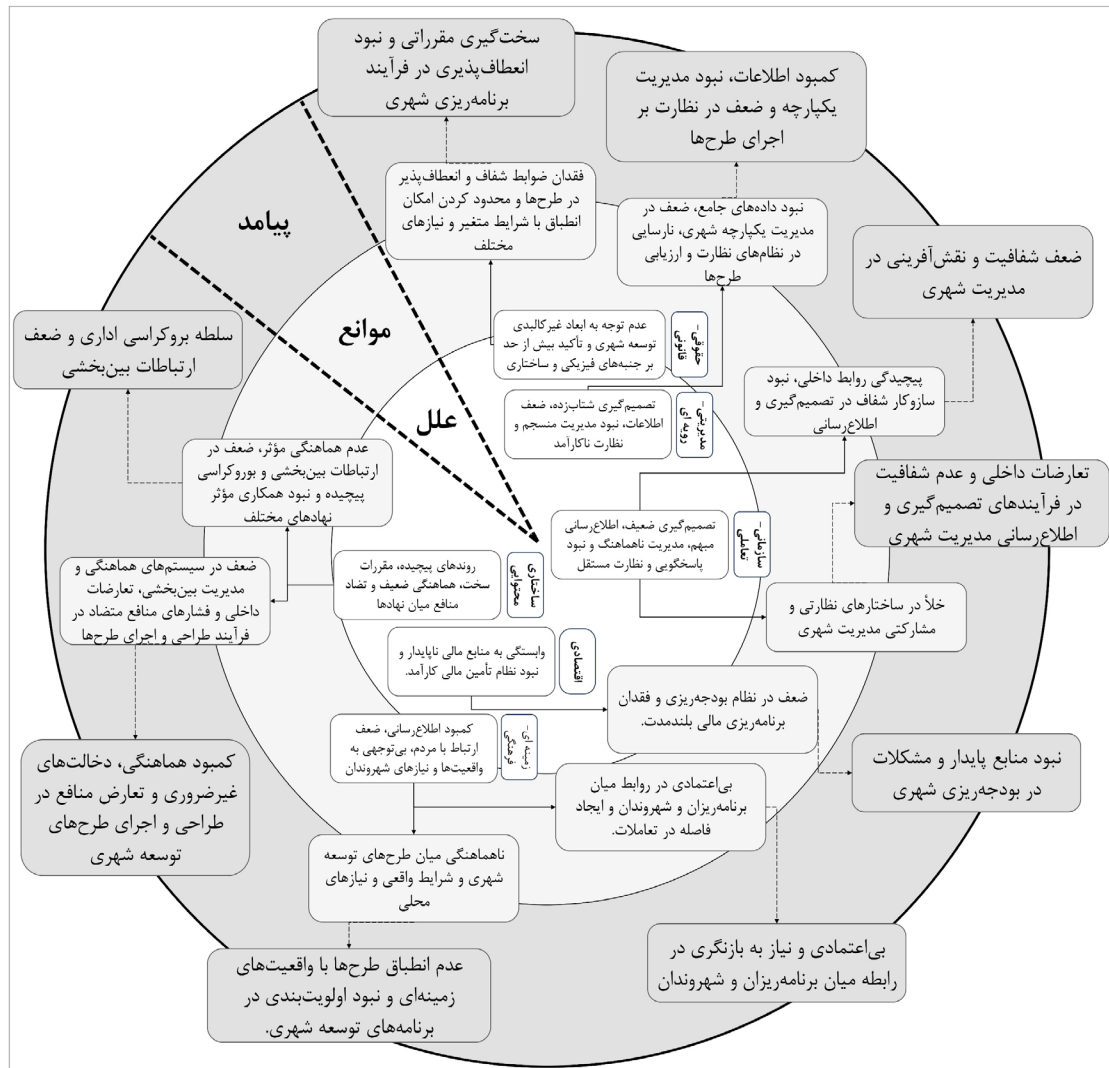 سخت‌گیری مقرراتی و نبود
انعطاف‌پذیری در فرآیند
برنامه‌ریزی شهری
کمبود اطلاعات، نبود مدیریت
یکپارچه و ضعف در نظارت بر
اجرای طرح‌ها
فقدان ضوابط شفاف و انعطاف‌پذیر
در طرح‌ها و محدود کردن امکان
انطباق با شرایط متغیر و نیازهای
مختلف
نبود داده‌های جامع، ضعف در
مدیریت یکپارچه شهری، نارسایی
در نظام‌های نظارت و ارزیابی
طرح‌ها
پیامد
موانع
علل
ضعف شفافیت و نقش‌آفرینی در
مدیریت شهری
سلطه بروکراسی اداری و ضعف
ارتباطات بین‌بخشی
حقوقی –
قانونی
عدم توجه به ابعاد غیرکالبدی
توسعه شهری و تأکید بیش از حد
بر جنبه‌های فیزیکی و ساختاری
مدیریتی –
رویه ای
تصمیم‌گیری شتاب‌زده، ضعف
اطلاعات، نبود مدیریت منسجم و
نظارت ناکارآمد
پیچیدگی روابط داخلی، نبود
سازوکار شفاف در تصمیم‌گیری و
اطلاع‌رسانی
عدم هماهنگی مؤثر، ضعف در
ارتباطات بین‌بخشی و بوروکراسی
پیچیده و نبود همکاری مؤثر
نهادهای مختلف
تعارضات داخلی و عدم شفافیت
در فرآیندهای تصمیم‌گیری و
اطلاع‌رسانی مدیریت شهری
سازمانی –
تعاملی
تصمیم‌گیری ضعیف، اطلاع‌رسانی
مبهم، مدیریت ناهماهنگ و نبود
پاسخگویی و نظارت مستقل
ساختاری
محتوایی
روندهای پیچیده، مقررات
سخت، هماهنگی ضعیف و تضاد
منافع میان نهادها
ضعف در سیستم‌های هماهنگی و
مدیریت بین‌بخشی، تعارضات
داخلی و فشارهای منافع متضاد در
فرآیند طراحی و اجرای طرح‌ها
خلأ در ساختارهای نظارتی و
مشارکتی مدیریت شهری
اقتصادی
وابستگی به منابع مالی ناپایدار و
نبود نظام تأمین مالی کارآمد.
ضعف در نظام بودجه‌ریزی و فقدان
برنامه‌ریزی مالی بلندمدت.
زمینه ای –
فرهنگی
کمبود اطلاع‌رسانی، ضعف
ارتباط با مردم، بی‌توجهی به
واقعیت‌ها و نیازهای شهروندان
نبود منابع پایدار و مشکلات
در بودجه‌ریزی شهری
کمبود هماهنگی، دخالت‌های
غیرضروری و تعارض منافع در
طراحی و اجرای طرح‌های
توسعه شهری
بی‌اعتمادی در روابط میان
برنامه‌ریزان و شهروندان و ایجاد
فاصله در تعاملات.
ناهماهنگی میان طرح‌های توسعه
شهری و شرایط واقعی و نیازهای
محلی
بی‌اعتمادی و نیاز به بازنگری در
رابطه میان برنامه‌ریزان و شهروندان
عدم انطباق طرح‌ها با واقعیت‌های
زمینه‌ای و نبود اولویت‌بندی در
برنامه‌های توسعه شهری.